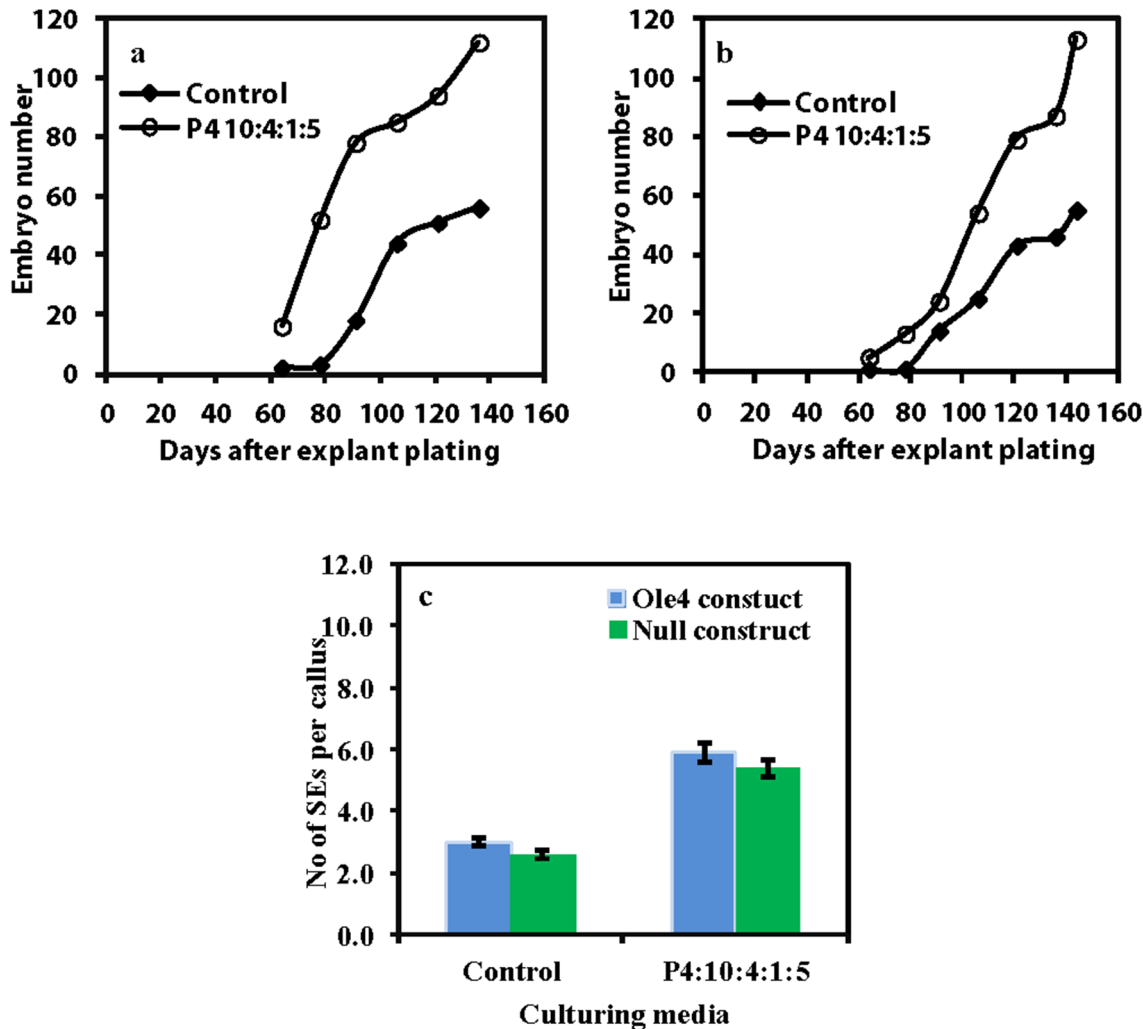 a
Control
P4 10:4:1:5
120
100
80
60
40
20
0
Embryo number
0 20 40 60 80 100 120 140 160
Days after explant plating
b
Control
P4 10:4:1:5
120
100
80
60
40
20
0
Embryo number
0 20 40 60 80 100 120 140 160
Days after explant plating
c
Ole4 constuct
Null construct
12.0
10.0
8.0
6.0
4.0
2.0
0.0
No of SEs per callus
Control P4:10:4:1:5
Culturing media